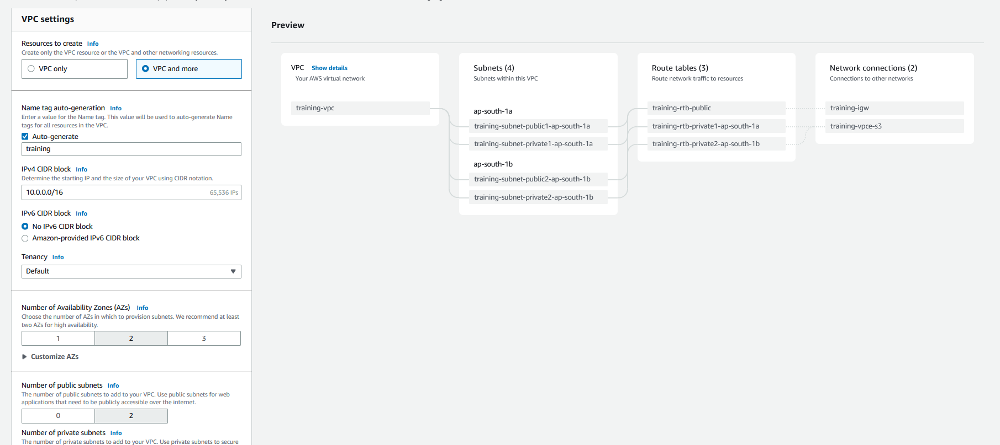 VPC settings
Resources to create Info
Create only the VPC resource or the VPC and other networking resources.
VPC only
VPC and more
Name tag auto-generation Info
Enter a value for the Name tag. This value will be used to auto-generate Name
tags for all resources in the VPC.
Auto-generate
training
IPv4 CIDR block Info
Determine the starting IP and the size of your VPC using CIDR notation.
10.0.0.0/16 65,536 IPs
IPv6 CIDR block Info
No IPv6 CIDR block
Amazon-provided IPv6 CIDR block
Tenancy Info
Default
Number of Availability Zones (AZs) Info
Choose the number of AZs in which to provision subnets. We recommend at least
two AZs for high availability.
1 2 3
Customize AZs
Number of public subnets Info
The number of public subnets to add to your VPC. Use public subnets for web
applications that need to be publicly accessible over the internet.
0 2
Number of private subnets Info
The number of private subnets to add to your VPC. Use private subnets to secure
Preview
VPC Show details
Your AWS virtual network
training-vpc
Subnets (4)
Subnets within this VPC
ap-south-1a
training-subnet-public1-ap-south-1a
training-subnet-private1-ap-south-1a
ap-south-1b
training-subnet-public2-ap-south-1b
training-subnet-private2-ap-south-1b
Route tables (3)
Route network traffic to resources
training-rtb-public
training-rtb-private1-ap-south-1a
training-rtb-private2-ap-south-1b
Network connections (2)
Connections to other networks
training-igw
training-vpce-s3